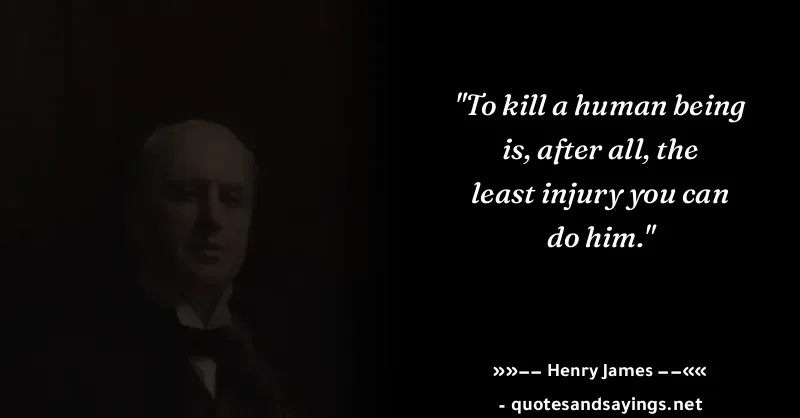 "To kill a human being
is, after all, the
least injury you can
do him."
»»−− Henry James −−««
- quotesandsayings.net